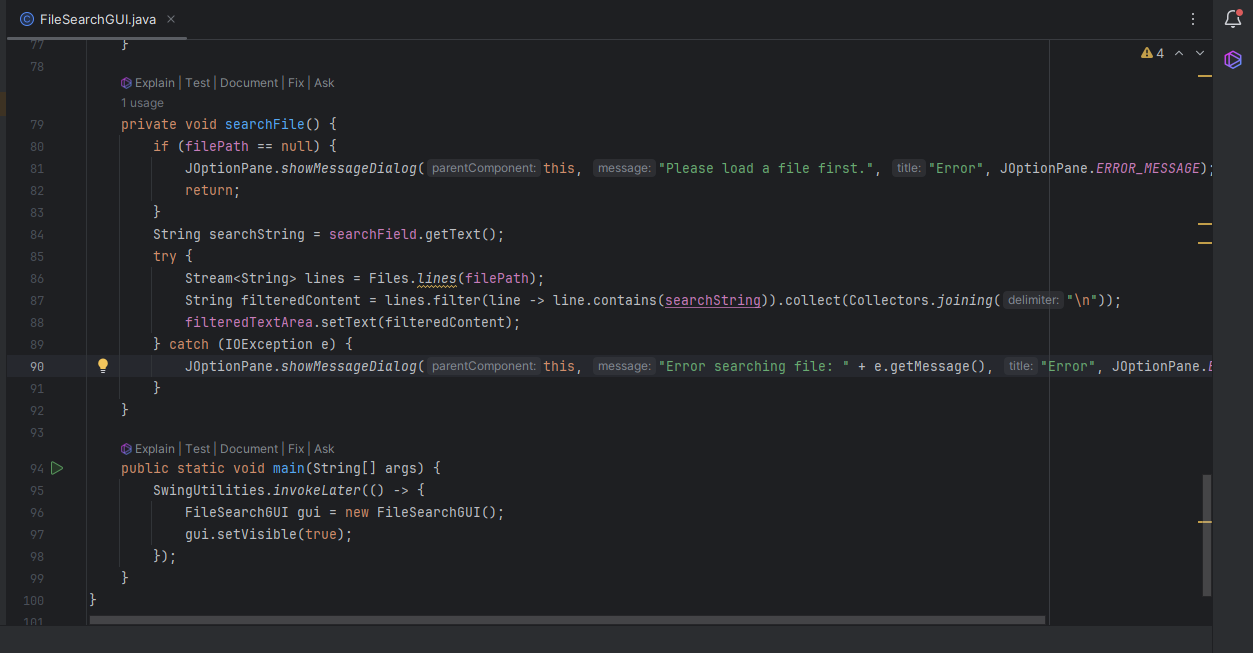 FileSearchGUI.java
4
77 }
78
Explain | Test | Document | Fix | Ask
1 usage
79 private void searchFile() {
80 if (filePath == null) {
81 JOptionPane.showMessageDialog( parentComponent: this, message: "Please load a file first.", title: "Error", JOptionPane.ERROR_MESSAGE);
82 return;
83 }
84 String searchString = searchField.getText();
85 try {
86 Stream<String> lines = Files.lines(filePath);
87 String filteredContent = lines.filter(line -> line.contains(searchString)).collect(Collectors.joining( delimiter: "\n"));
88 filteredTextArea.setText(filteredContent);
89 } catch (IOException e) {
90 JOptionPane.showMessageDialog( parentComponent: this, message: "Error searching file: " + e.getMessage(), title: "Error", JOptionPane.
91 }
92 }
93
Explain | Test | Document | Fix | Ask
94 public static void main(String[] args) {
95 SwingUtilities.invokeLater(() -> {
96 FileSearchGUI gui = new FileSearchGUI();
97 gui.setVisible(true);
98 });
99 }
100 }
101